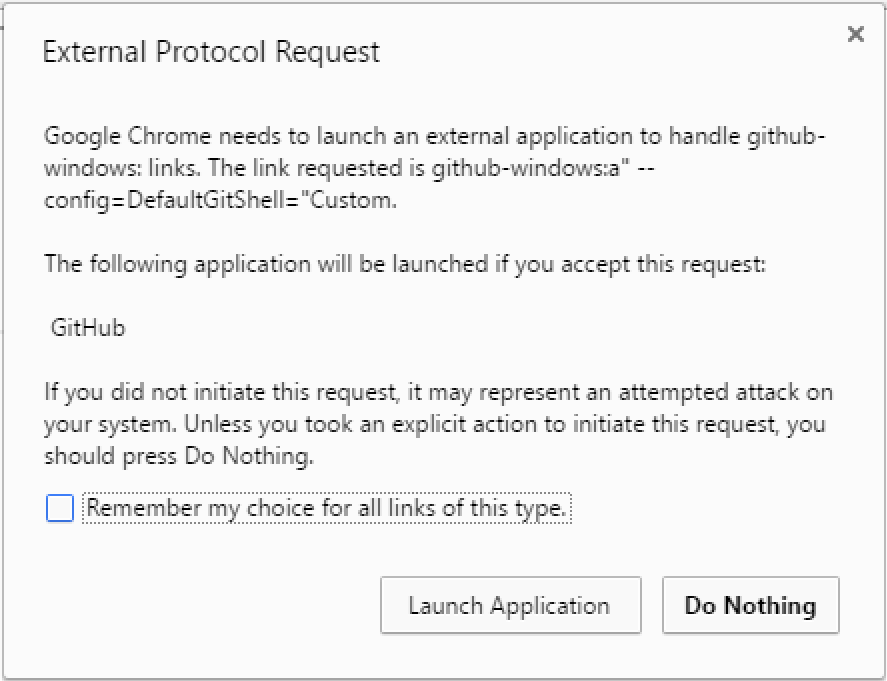 External Protocol Request
Google Chrome needs to launch an external application to handle github-
windows: links. The link requested is github-windows:a" --
config=DefaultGitShell="Custom.
The following application will be launched if you accept this request:
GitHub
If you did not initiate this request, it may represent an attempted attack on
your system. Unless you took an explicit action to initiate this request, you
should press Do Nothing.
Remember my choice for all links of this type.
Launch Application
Do Nothing